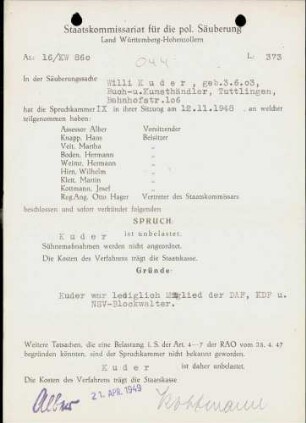 Staatskommissariat für die pol. Säuberung
Land Württemberg-Hohenzollern
Az: 16/KW 860
L: 373
044
In der Säuberungssache
Willi Kuder, geb.3.6.03,
Buch-u.Kunsthändler, Tuttlingen,
Bahnhofstr.106
hat die Spruchkammer IX in ihrer Sitzung am 12.11.1948, an welcher
teilgenommen haben:
Assessor Alber Vorsitzender
Knapp, Hans Beisitzer
Veit, Martha "
Boden, Hermann "
Hermann "
Hipp, Wilhelm "
Klett, Martin "
Kottmann, Josef "
Reg.Ang. Otto Hager Vertreter des Staatskommissars
beschlossen und sofort verkündet folgenden
SPRUCH:
Kuder
ist unbelastet.
Sühnemaßnahmen werden nicht angeordnet.
Die Kosten des Verfahrens trägt die Staatskasse.
Gründe:
Kuder war lediglich Mitglied der DAF, KDF u.
NSV-Blockwalter.
Weitere Tatsachen, die eine Belastung i. S. der Art. 4—7 der RAO vom 25. 4. 47
begründen könnten, sind der Spruchkammer nicht bekannt geworden.
Kuder ist daher unbelastet.
Die Kosten des Verfahrens trägt die Staatskasse
Alber
21. APR. 1949
Kottmann